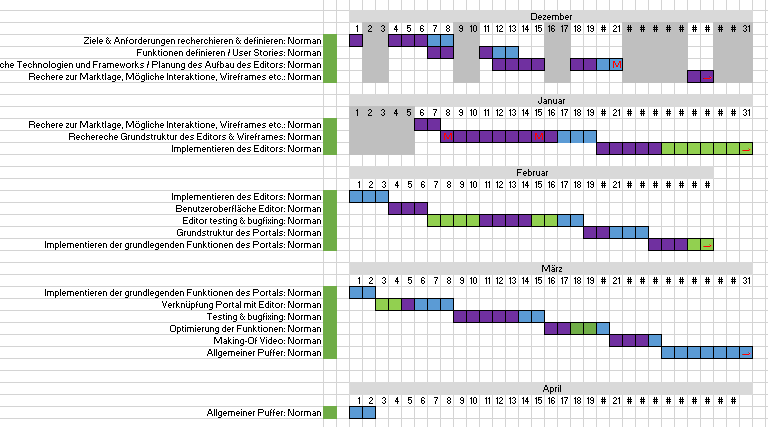 Dezember
1 2 3 4 5 6 7 8 9 10 11 12 13 14 15 16 17 18 19 # 21 # # # # # # # # # 31
Ziele & Anforderungen recherchieren & definieren: Norman
Funktionen definieren / User Stories: Norman
che Technologien und Frameworks / Planung des Aufbau des Editors: Norman M
Rechere zur Marktlage, Mögliche Interaktione, Wireframes etc.: Norman
Januar
1 2 3 4 5 6 7 8 9 10 11 12 13 14 15 16 17 18 19 # 21 # # # # # # # # # 31
Rechere zur Marktlage, Mögliche Interaktione, Wireframes etc.: Norman
Rechereche Grundstruktur des Editors & Wireframes: Norman
Implementieren des Editors: Norman
Februar
1 2 3 4 5 6 7 8 9 10 11 12 13 14 15 16 17 18 19 # 21 # # # # # # #
Implementieren des Editors: Norman
Benutzeroberfläche Editor: Norman
Editor testing & bugfixing: Norman
Grundstruktur des Portals: Norman
Implementieren der grundlegenden Funktionen des Portals: Norman
März
1 2 3 4 5 6 7 8 9 10 11 12 13 14 15 16 17 18 19 # 21 # # # # # # # # # 31
Implementieren der grundlegenden Funktionen des Portals: Norman
Verknüpfung Portal mit Editor: Norman
Testing & bugfixing: Norman
Optimierung der Funktionen: Norman
Making-Of Video: Norman
Allgemeiner Puffer: Norman
April
1 2 3 4 5 6 7 8 9 10 11 12 13 14 15 16 17 18 19 # 21 # # # # # # # # #
Allgemeiner Puffer: Norman